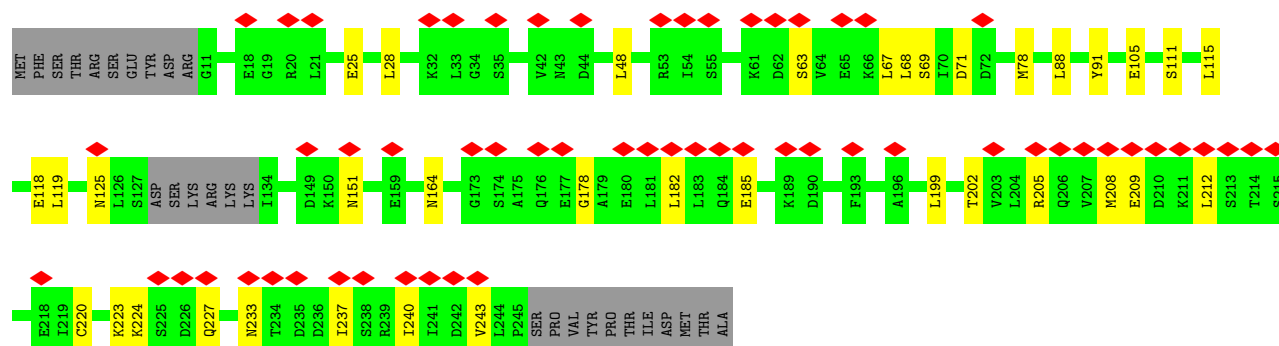 MET PHE SER THR ARG SER GLU TYR ASP ARG G11 E18 G19 R20 L21 E25 L28 K32 L33 G34 S35 V42 N43 D44 L48 R53 I54 S55 K61 D62 S63 V64 E65 K66 L67 L68 S69 I70 D71 D72 M78 L88 Y91 E105 S111 L115
E118 L119 N125 L126 S127 ASP SER LYS ARG LYS LYS I134 D149 K150 N151 E159 N164 G173 S174 A175 Q176 E177 G178 A179 E180 L181 L182 L183 Q184 E185 K189 D190 F193 A196 L199 T202 V203 L204 R205 Q206 V207 M208 E209 D210 K211 L212 S213 T214 S215
E218 I219 C220 K223 K224 S225 D226 Q227 N233 T234 D235 D236 I237 S238 R239 I240 I241 D242 V243 L244 P245 SER PRO VAL TYR PRO THR ILE ASP MET THR ALA